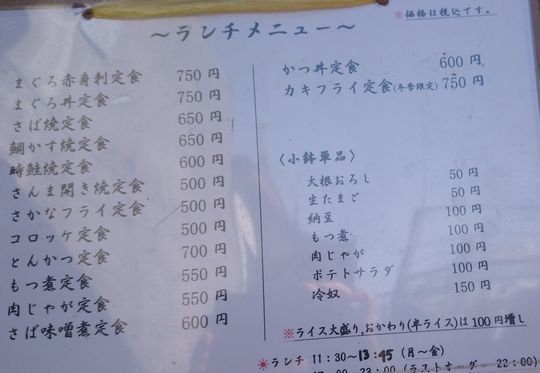 ～ランチメニュー～
※価格は税込です。
まぐろ赤身刺定食 750円
まぐろ丼定食 750円
さば焼定食 650円
鯛かす焼定食 650円
時鮭焼定食 600円
さんま開き焼定食 500円
さかなフライ定食 500円
コロッケ定食 500円
とんかつ定食 700円
もつ煮定食 550円
肉じゃが定食 550円
さば味噌煮定食 600円
かつ丼定食 600円
カキフライ定食(冬季限定) 750円
〈小鉢単品〉
大根おろし 50円
生たまご 50円
納豆 100円
もつ煮 100円
肉じゃが 100円
ポテトサラダ 100円
冷奴 150円
※ライス大盛り、おかわり(半ライス)は100円増し
☀ランチ 11:30～13:45 (月～金)
23:00 (ラストオーダー 22:00)